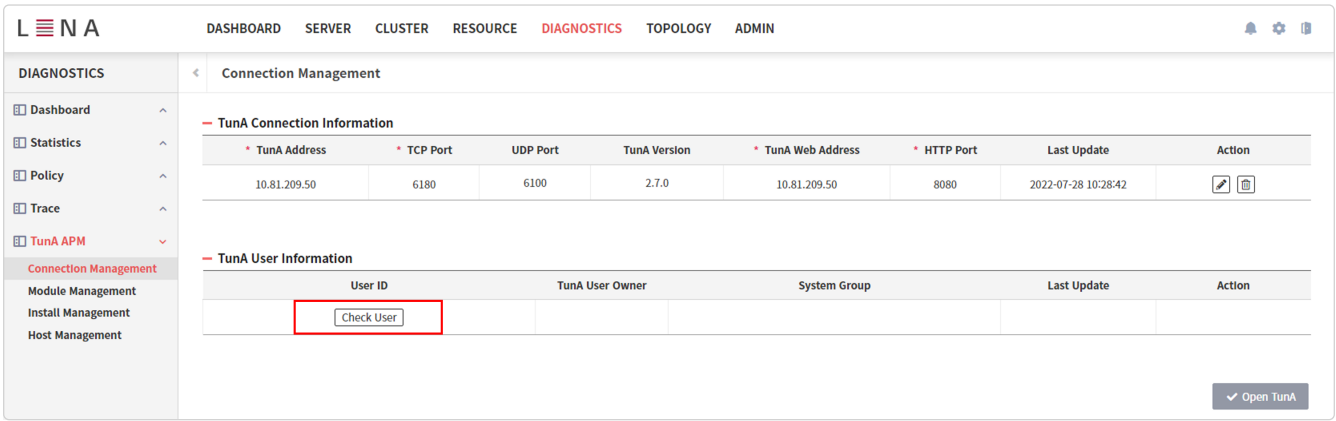 LENA DASHBOARD SERVER CLUSTER RESOURCE DIAGNOSTICS TOPOLOGY ADMIN
DIAGNOSTICS
Connection Management
Dashboard
Statistics
Policy
Trace
TunA APM
Connection Management
Module Management
Install Management
Host Management
TunA Connection Information
* TunA Address * TCP Port UDP Port TunA Version * TunA Web Address * HTTP Port Last Update Action
10.81.209.50 6180 6100 2.7.0 10.81.209.50 8080 2022-07-28 10:28:42
TunA User Information
User ID TunA User Owner System Group Last Update Action
Check User
Open TunA